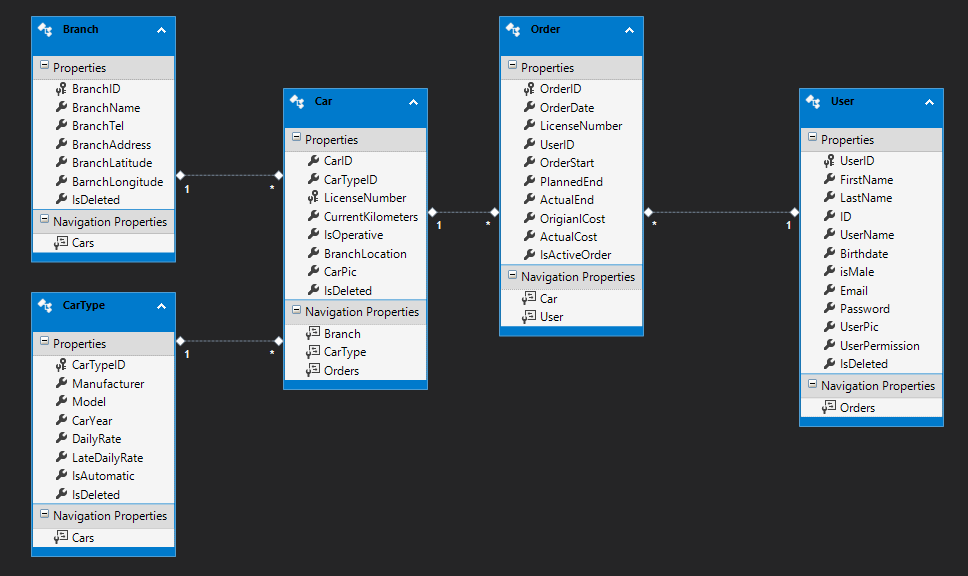 Branch
Properties
BranchID
BranchName
BranchTel
BranchAddress
BranchLatitude
BarnchLongitude
IsDeleted
Navigation Properties
Cars
CarType
Properties
CarTypeID
Manufacturer
Model
CarYear
DailyRate
LateDailyRate
IsAutomatic
IsDeleted
Navigation Properties
Cars
1
*
1
*
Car
Properties
CarID
CarTypeID
LicenseNumber
CurrentKilometers
IsOperative
BranchLocation
CarPic
IsDeleted
Navigation Properties
Branch
CarType
Orders
1
*
Order
Properties
OrderID
OrderDate
LicenseNumber
UserID
OrderStart
PlannedEnd
ActualEnd
OrigianlCost
ActualCost
IsActiveOrder
Navigation Properties
Car
User
*
1
User
Properties
UserID
FirstName
LastName
ID
UserName
Birthdate
isMale
Email
Password
UserPic
UserPermission
IsDeleted
Navigation Properties
Orders